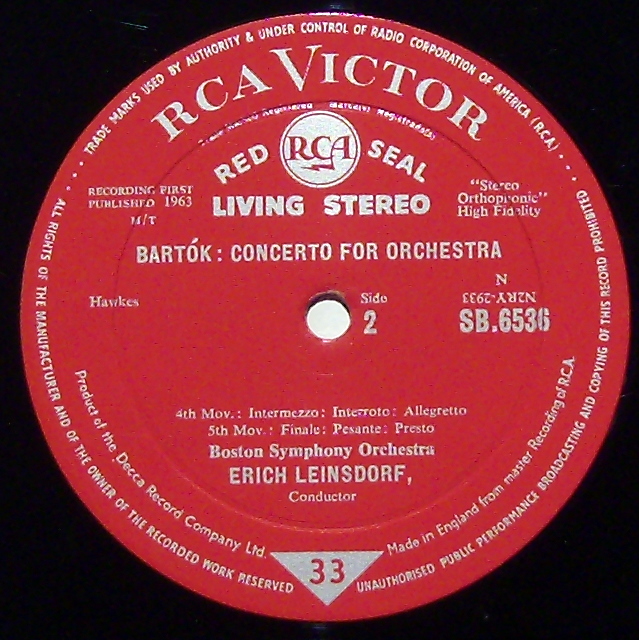 TRADE MARKS USED BY AUTHORITY & UNDER CONTROL OF RADIO CORPORATION OF AMERICA (RCA)....
RCA VICTOR
Marca(s) Registrada(s)
RCA
RED SEAL
LIVING STEREO
RECORDING FIRST
PUBLISHED 1963
M/T
"Stereo
Orthophonic"
High Fidelity
BARTÓK: CONCERTO FOR ORCHESTRA
Hawkes
Side
2
N
N2RY-2933
SB.6536
4th Mov.: Intermezzo: Interroto: Allegretto
5th Mov.: Finale: Pesante: Presto
Boston Symphony Orchestra
ERICH LEINSDORF,
Conductor
Product of the Decca Record Company Ltd.
Made in England from master Recording of R.C.A.
33
ALL RIGHTS OF THE MANUFACTURER AND OF THE OWNER OF THE RECORDED WORK RESERVED
UNAUTHORISED PUBLIC PERFORMANCE BROADCASTING AND COPYING OF THIS RECORD PROHIBITED